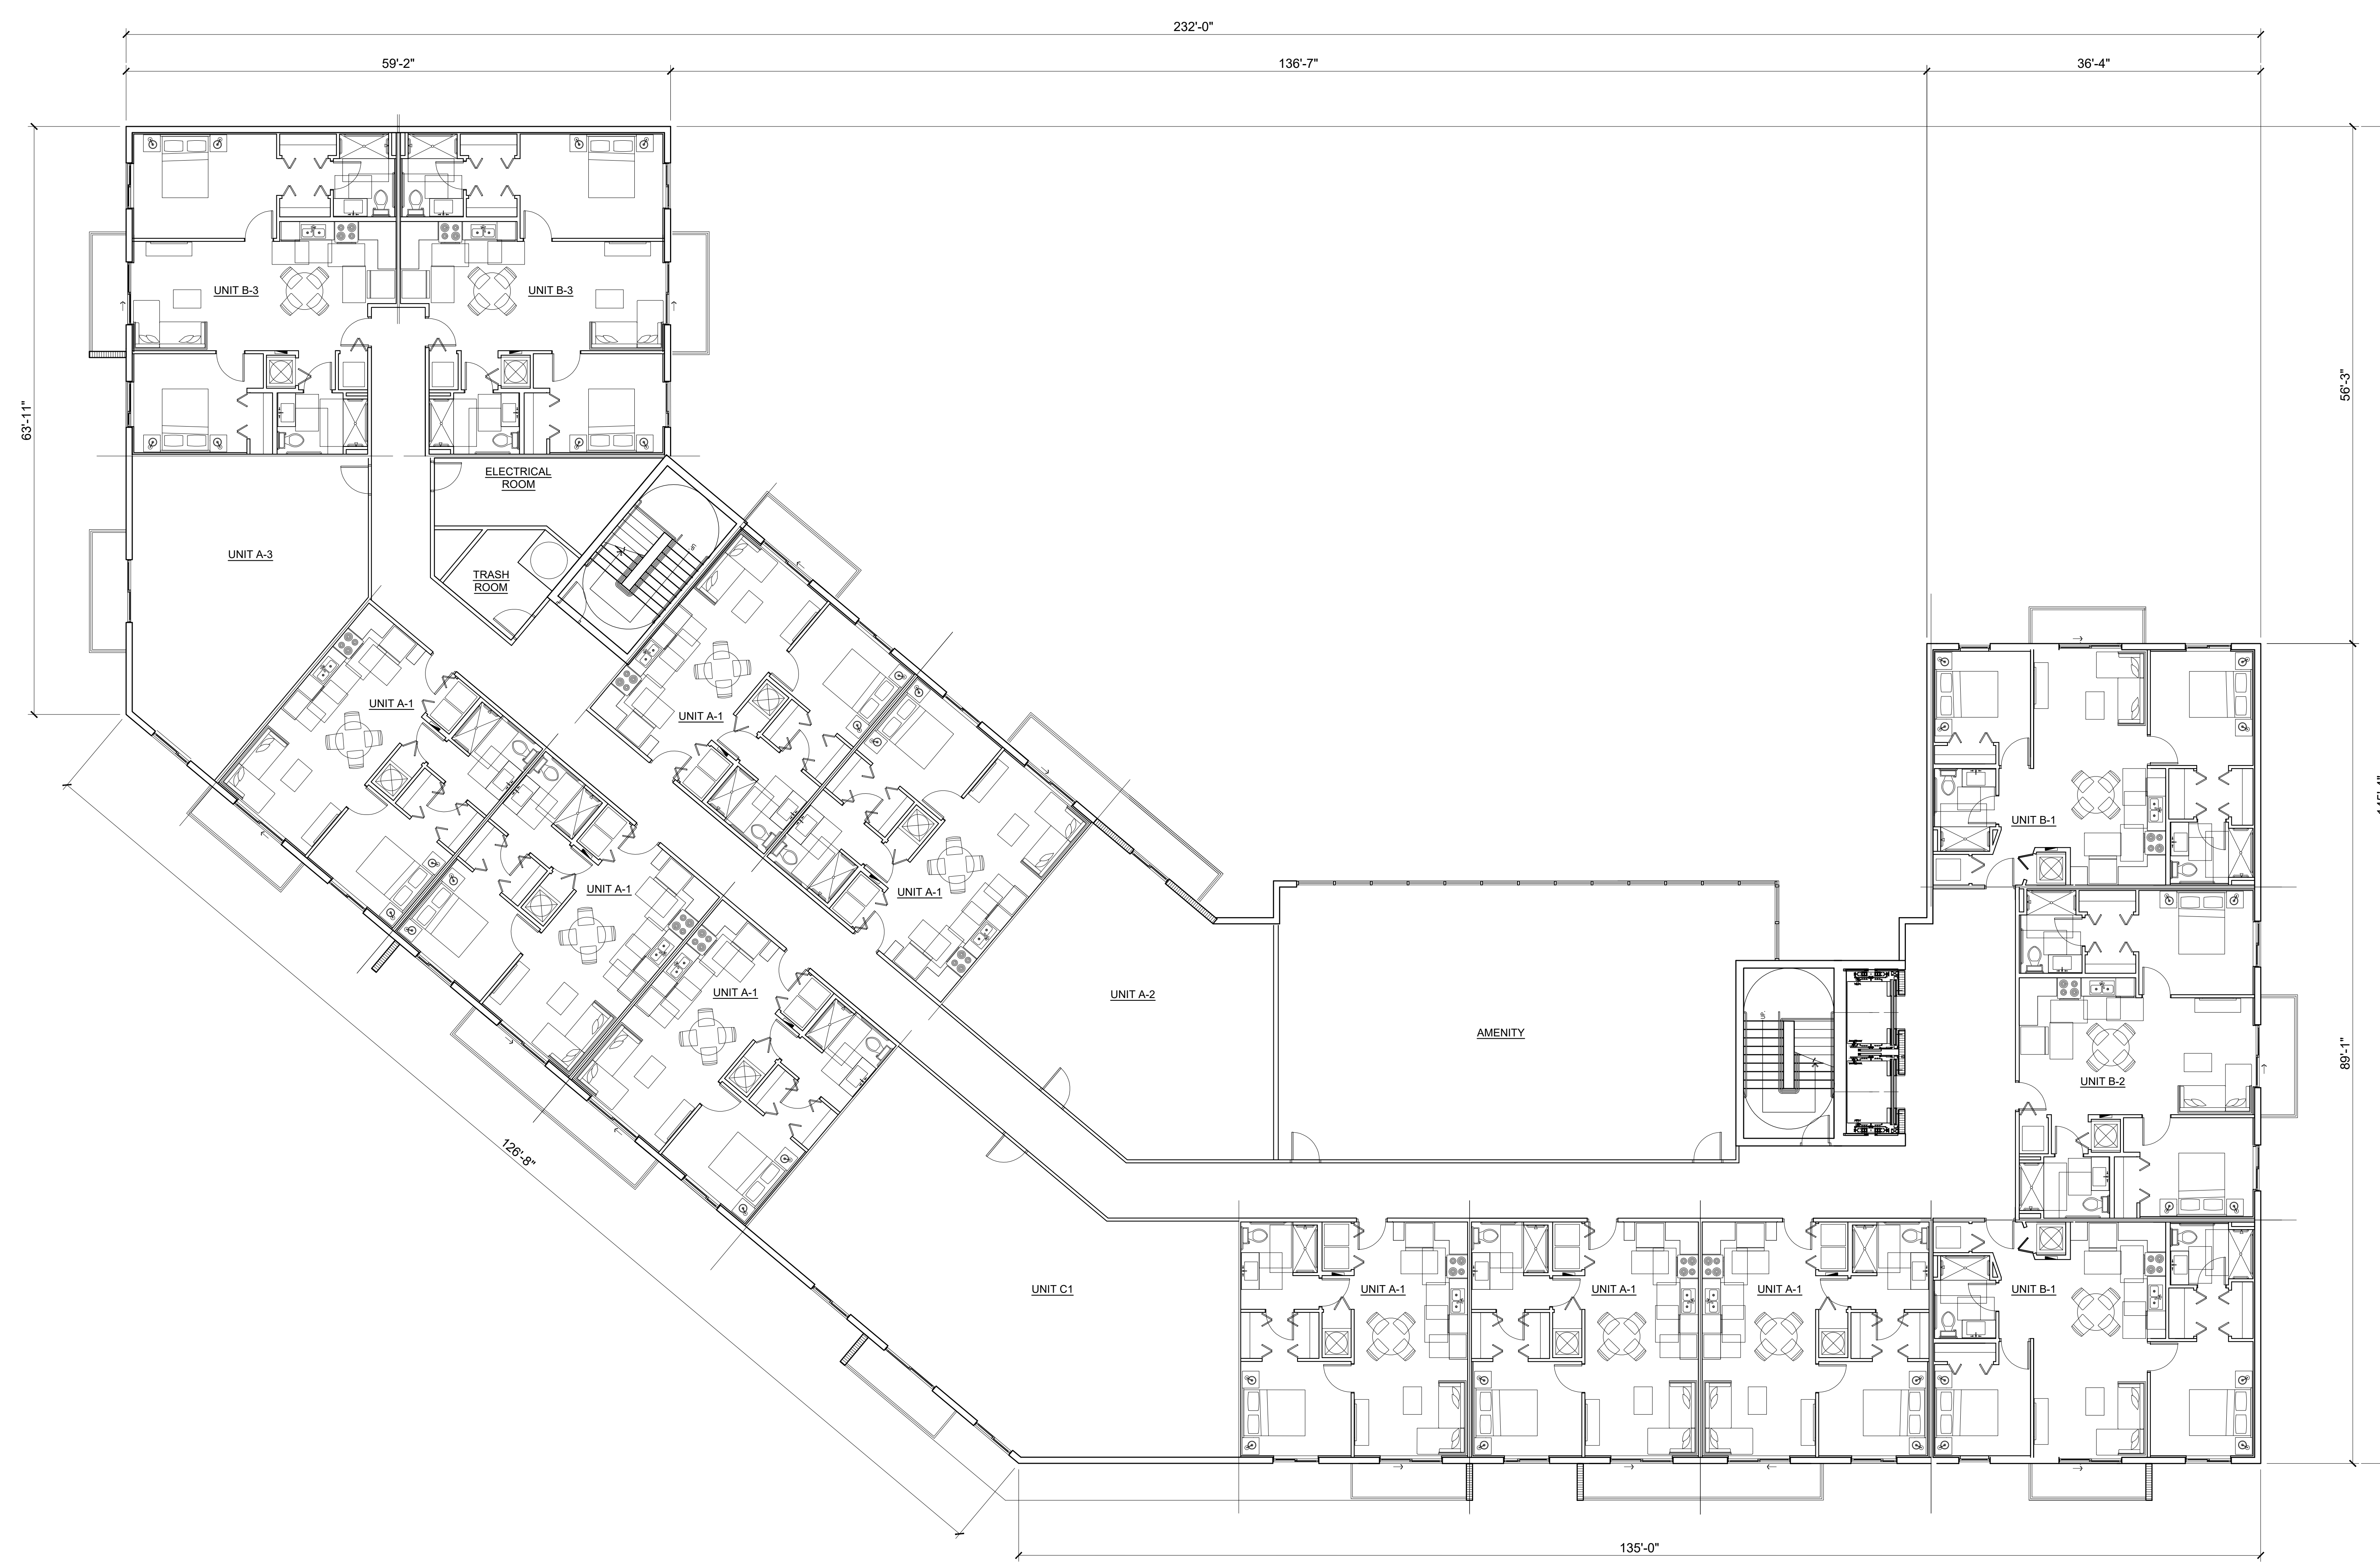 232'-0"
59'-2"
136'-7"
36'-4"
UNIT B-3
UNIT B-3
63'-11"
56'-3"
ELECTRICAL
ROOM
UNIT A-3
TRASH
ROOM
UNIT A-1
UNIT A-1
UNIT B-1
UNIT A-1
UNIT A-1
UNIT A-1
UNIT A-2
AMENITY
UNIT B-2
89'-1"
126'-8"
UNIT C1
UNIT A-1
UNIT A-1
UNIT A-1
UNIT B-1
135'-0"